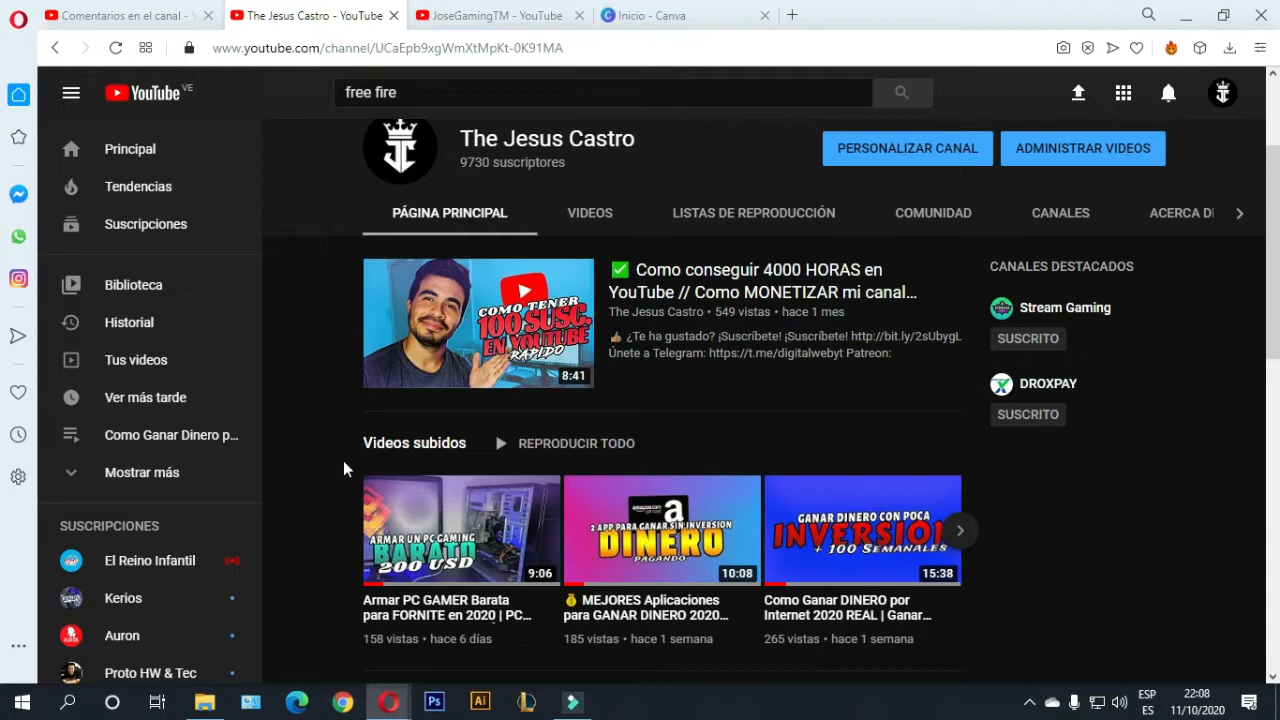 Comentarios en el canal -
The Jesus Castro - YouTube
JoseGamingTM - YouTube
Inicio - Canva
www.youtube.com/channel/UCaEpb9xgWmXtMpKt-0K91MA
YouTube VE
free fire
Principal
Tendencias
Suscripciones
Biblioteca
Historial
Tus videos
Ver más tarde
Como Ganar Dinero p...
Mostrar más
SUSCRIPCIONES
El Reino Infantil
Kerios
Auron
Proto HW & Tec
The Jesus Castro
9730 suscriptores
PERSONALIZAR CANAL
ADMINISTRAR VIDEOS
PÁGINA PRINCIPAL
VIDEOS
LISTAS DE REPRODUCCIÓN
COMUNIDAD
CANALES
ACERCA DI
COMO TENER
100 SUSC.
EN YOUTUBE
RÁPIDO
8:41
✅ Como conseguir 4000 HORAS en
YouTube // Como MONETIZAR mi canal...
The Jesus Castro • 549 vistas • hace 1 mes
👍🏽 ¿Te ha gustado? ¡Suscríbete! ¡Suscríbete! http://bit.ly/2sUbygL
Únete a Telegram: https://t.me/digitalwebyt Patreon:
CANALES DESTACADOS
Stream Gaming
SUSCRITO
DROXPAY
SUSCRITO
Videos subidos
REPRODUCIR TODO
ARMAR UN PC GAMING
BARATO
200 USD
9:06
Armar PC GAMER Barata
para FORNITE en 2020 | PC...
158 vistas • hace 6 días
amazon.com
a
2 APP PARA GANAR SIN INVERSION
DINERO
PAGANDO
10:08
💰 MEJORES Aplicaciones
para GANAR DINERO 2020...
185 vistas • hace 1 semana
GANAR DINERO CON POCA
INVERSION
+ 100 SEMANALES
15:38
Como Ganar DINERO por
Internet 2020 REAL | Ganar...
265 vistas • hace 1 semana
Ps
Ai
ESP
ES
22:08
11/10/2020